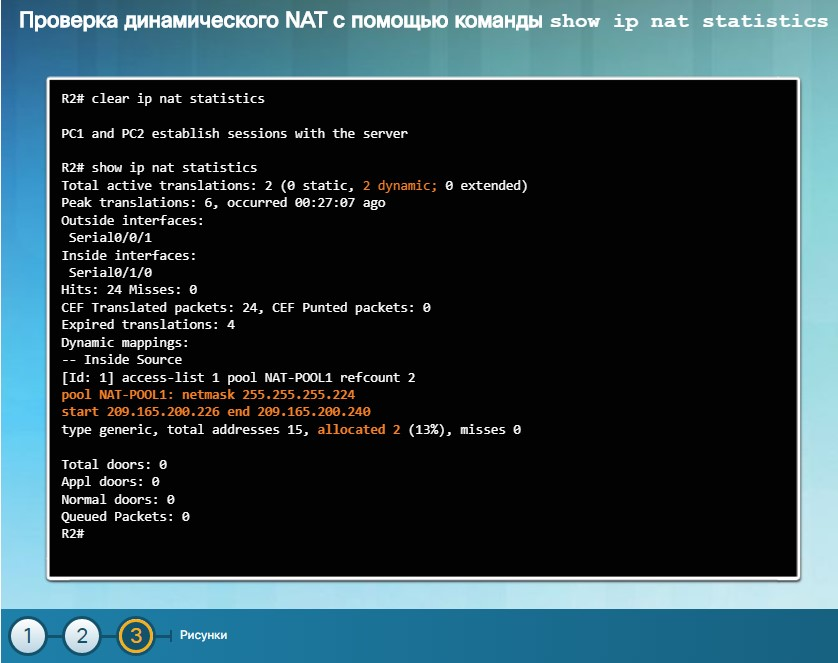 Проверка динамического NAT с помощью команды show ip nat statistics
R2# clear ip nat statistics
PC1 and PC2 establish sessions with the server
R2# show ip nat statistics
Total active translations: 2 (0 static, 2 dynamic; 0 extended)
Peak translations: 6, occurred 00:27:07 ago
Outside interfaces:
Serial0/0/1
Inside interfaces:
Serial0/1/0
Hits: 24 Misses: 0
CEF Translated packets: 24, CEF Punted packets: 0
Expired translations: 4
Dynamic mappings:
-- Inside Source
[Id: 1] access-list 1 pool NAT-POOL1 refcount 2
pool NAT-POOL1: netmask 255.255.255.224
start 209.165.200.226 end 209.165.200.240
type generic, total addresses 15, allocated 2 (13%), misses 0
Total doors: 0
Appl doors: 0
Normal doors: 0
Queued Packets: 0
R2#
1 2 3 Рисунки